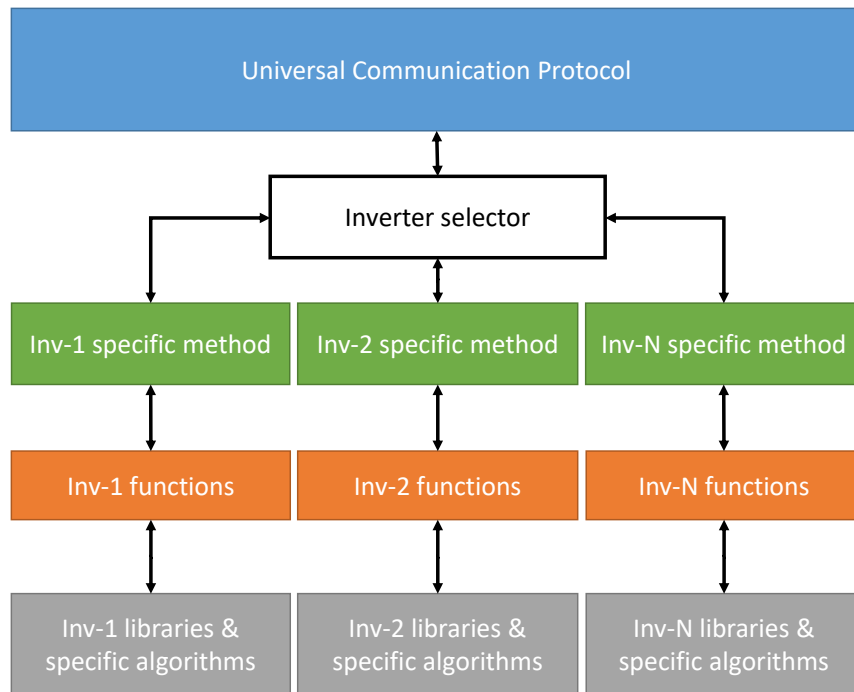 Universal Communication Protocol
Inverter selector
Inv-1 specific method
Inv-2 specific method
Inv-N specific method
Inv-1 functions
Inv-2 functions
Inv-N functions
Inv-1 libraries &
specific algorithms
Inv-2 libraries &
specific algorithms
Inv-N libraries &
specific algorithms